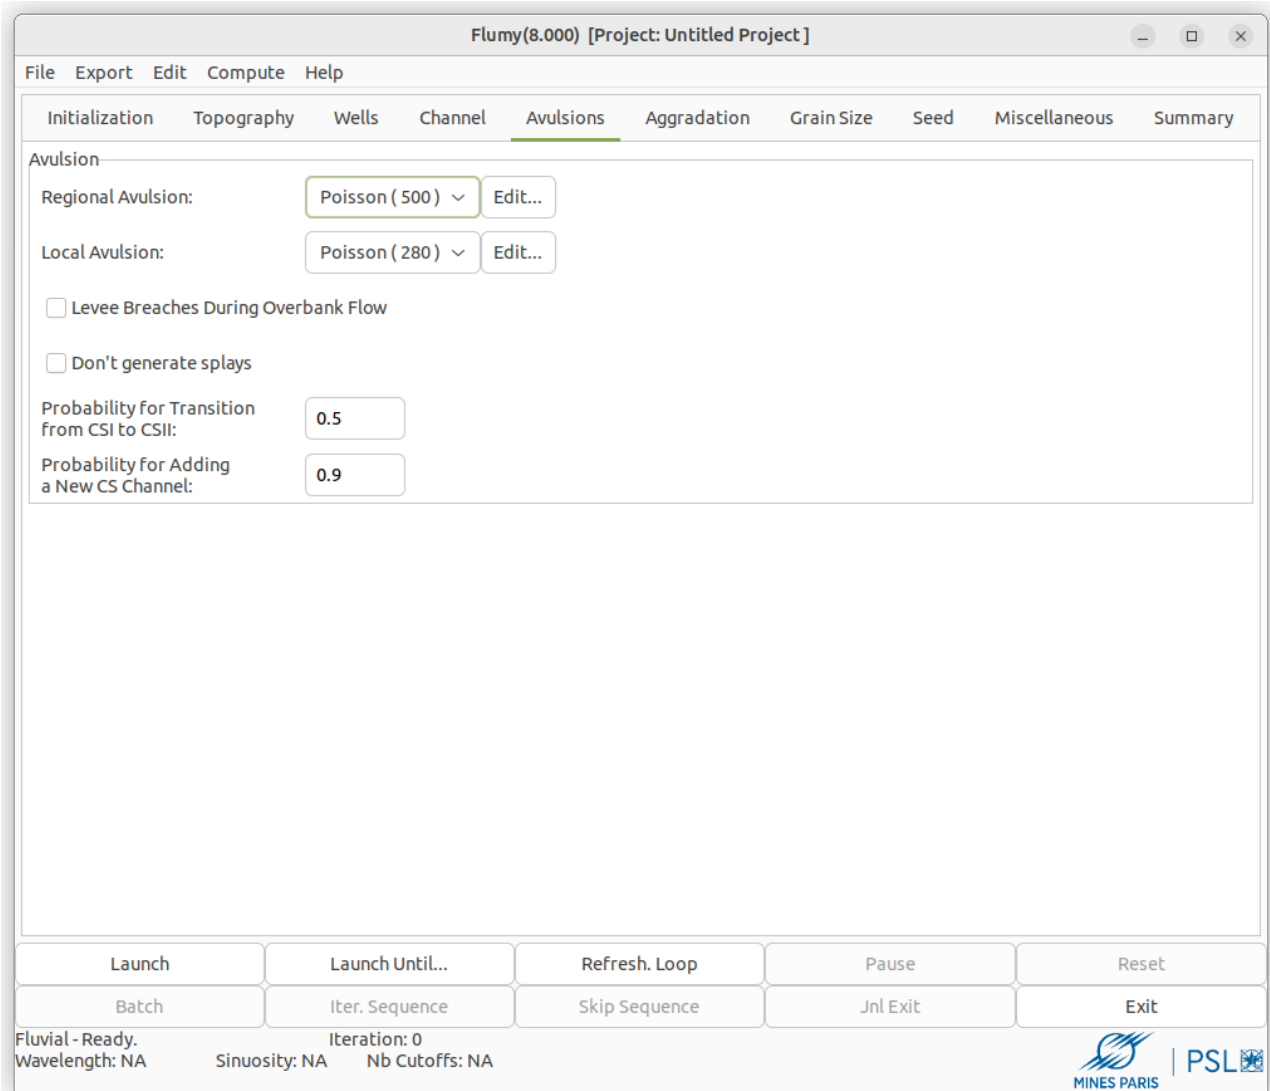 Flumy(8.000) [Project: Untitled Project ]
File Export Edit Compute Help
Initialization Topography Wells Channel Avulsions Aggradation Grain Size Seed Miscellaneous Summary
Avulsion
Regional Avulsion: Poisson ( 500 ) Edit...
Local Avulsion: Poisson ( 280 ) Edit...
Levee Breaches During Overbank Flow
Don't generate splays
Probability for Transition
from CSI to CSII: 0.5
Probability for Adding
a New CS Channel: 0.9
Launch Launch Until... Refresh. Loop Pause Reset
Batch Iter. Sequence Skip Sequence Jnl Exit Exit
Fluvial - Ready. Iteration: 0
Wavelength: NA Sinuosity: NA Nb Cutoffs: NA
MINES PARIS | PSL